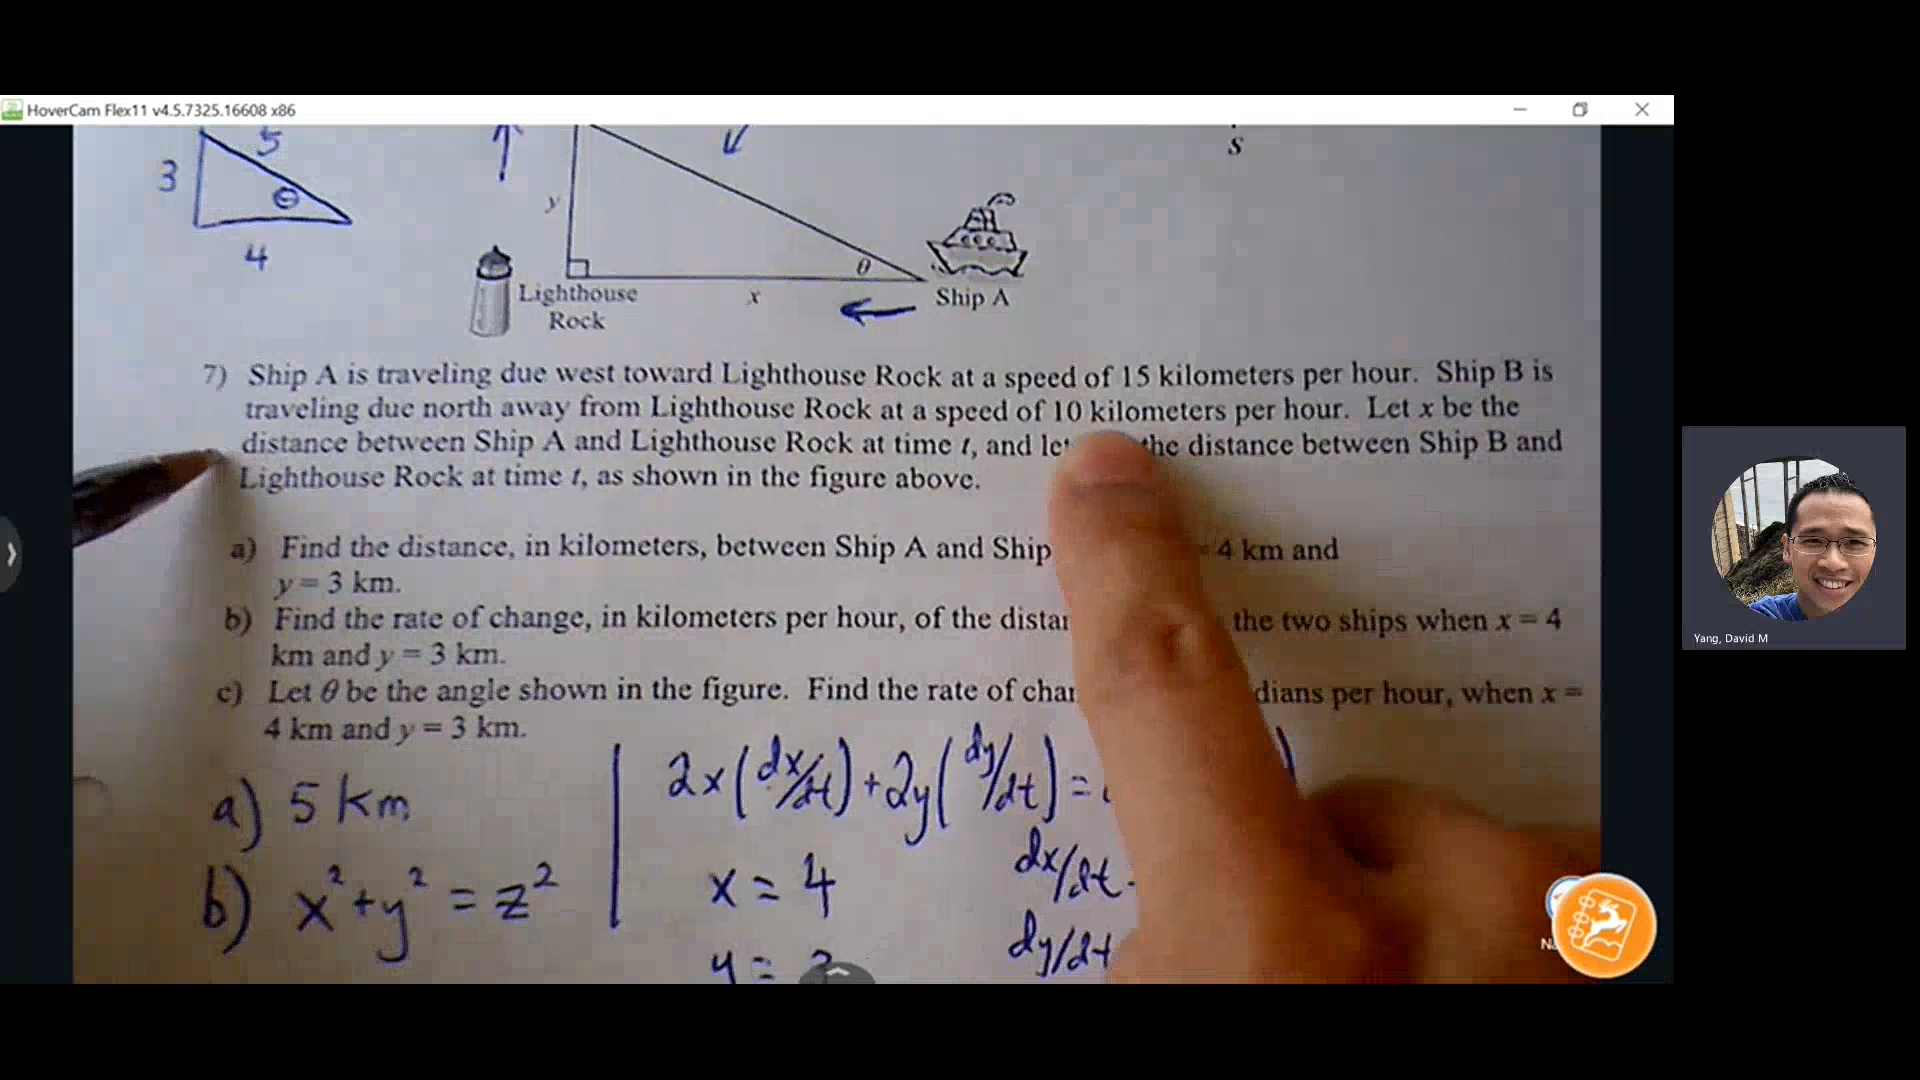 HoverCam Flex11 v4.5.7325.16608 x86
5
3
θ
4
s
y
θ
Lighthouse
Rock
x
Ship A
7) Ship A is traveling due west toward Lighthouse Rock at a speed of 15 kilometers per hour. Ship B is
traveling due north away from Lighthouse Rock at a speed of 10 kilometers per hour. Let x be the
distance between Ship A and Lighthouse Rock at time t, and let the distance between Ship B and
Lighthouse Rock at time t, as shown in the figure above.
a) Find the distance, in kilometers, between Ship A and Ship 4 km and
y = 3 km.
b) Find the rate of change, in kilometers per hour, of the the two ships when x = 4
km and y = 3 km.
c) Let θ be the angle shown in the figure. Find the rate of per hour, when x =
4 km and y = 3 km.
a) 5 km
b) x² + y² = z²
2x(dx/dt) + 2y(dy/dt) =
x = 4
dx/dt
y =
dy/dt
Yang, David M